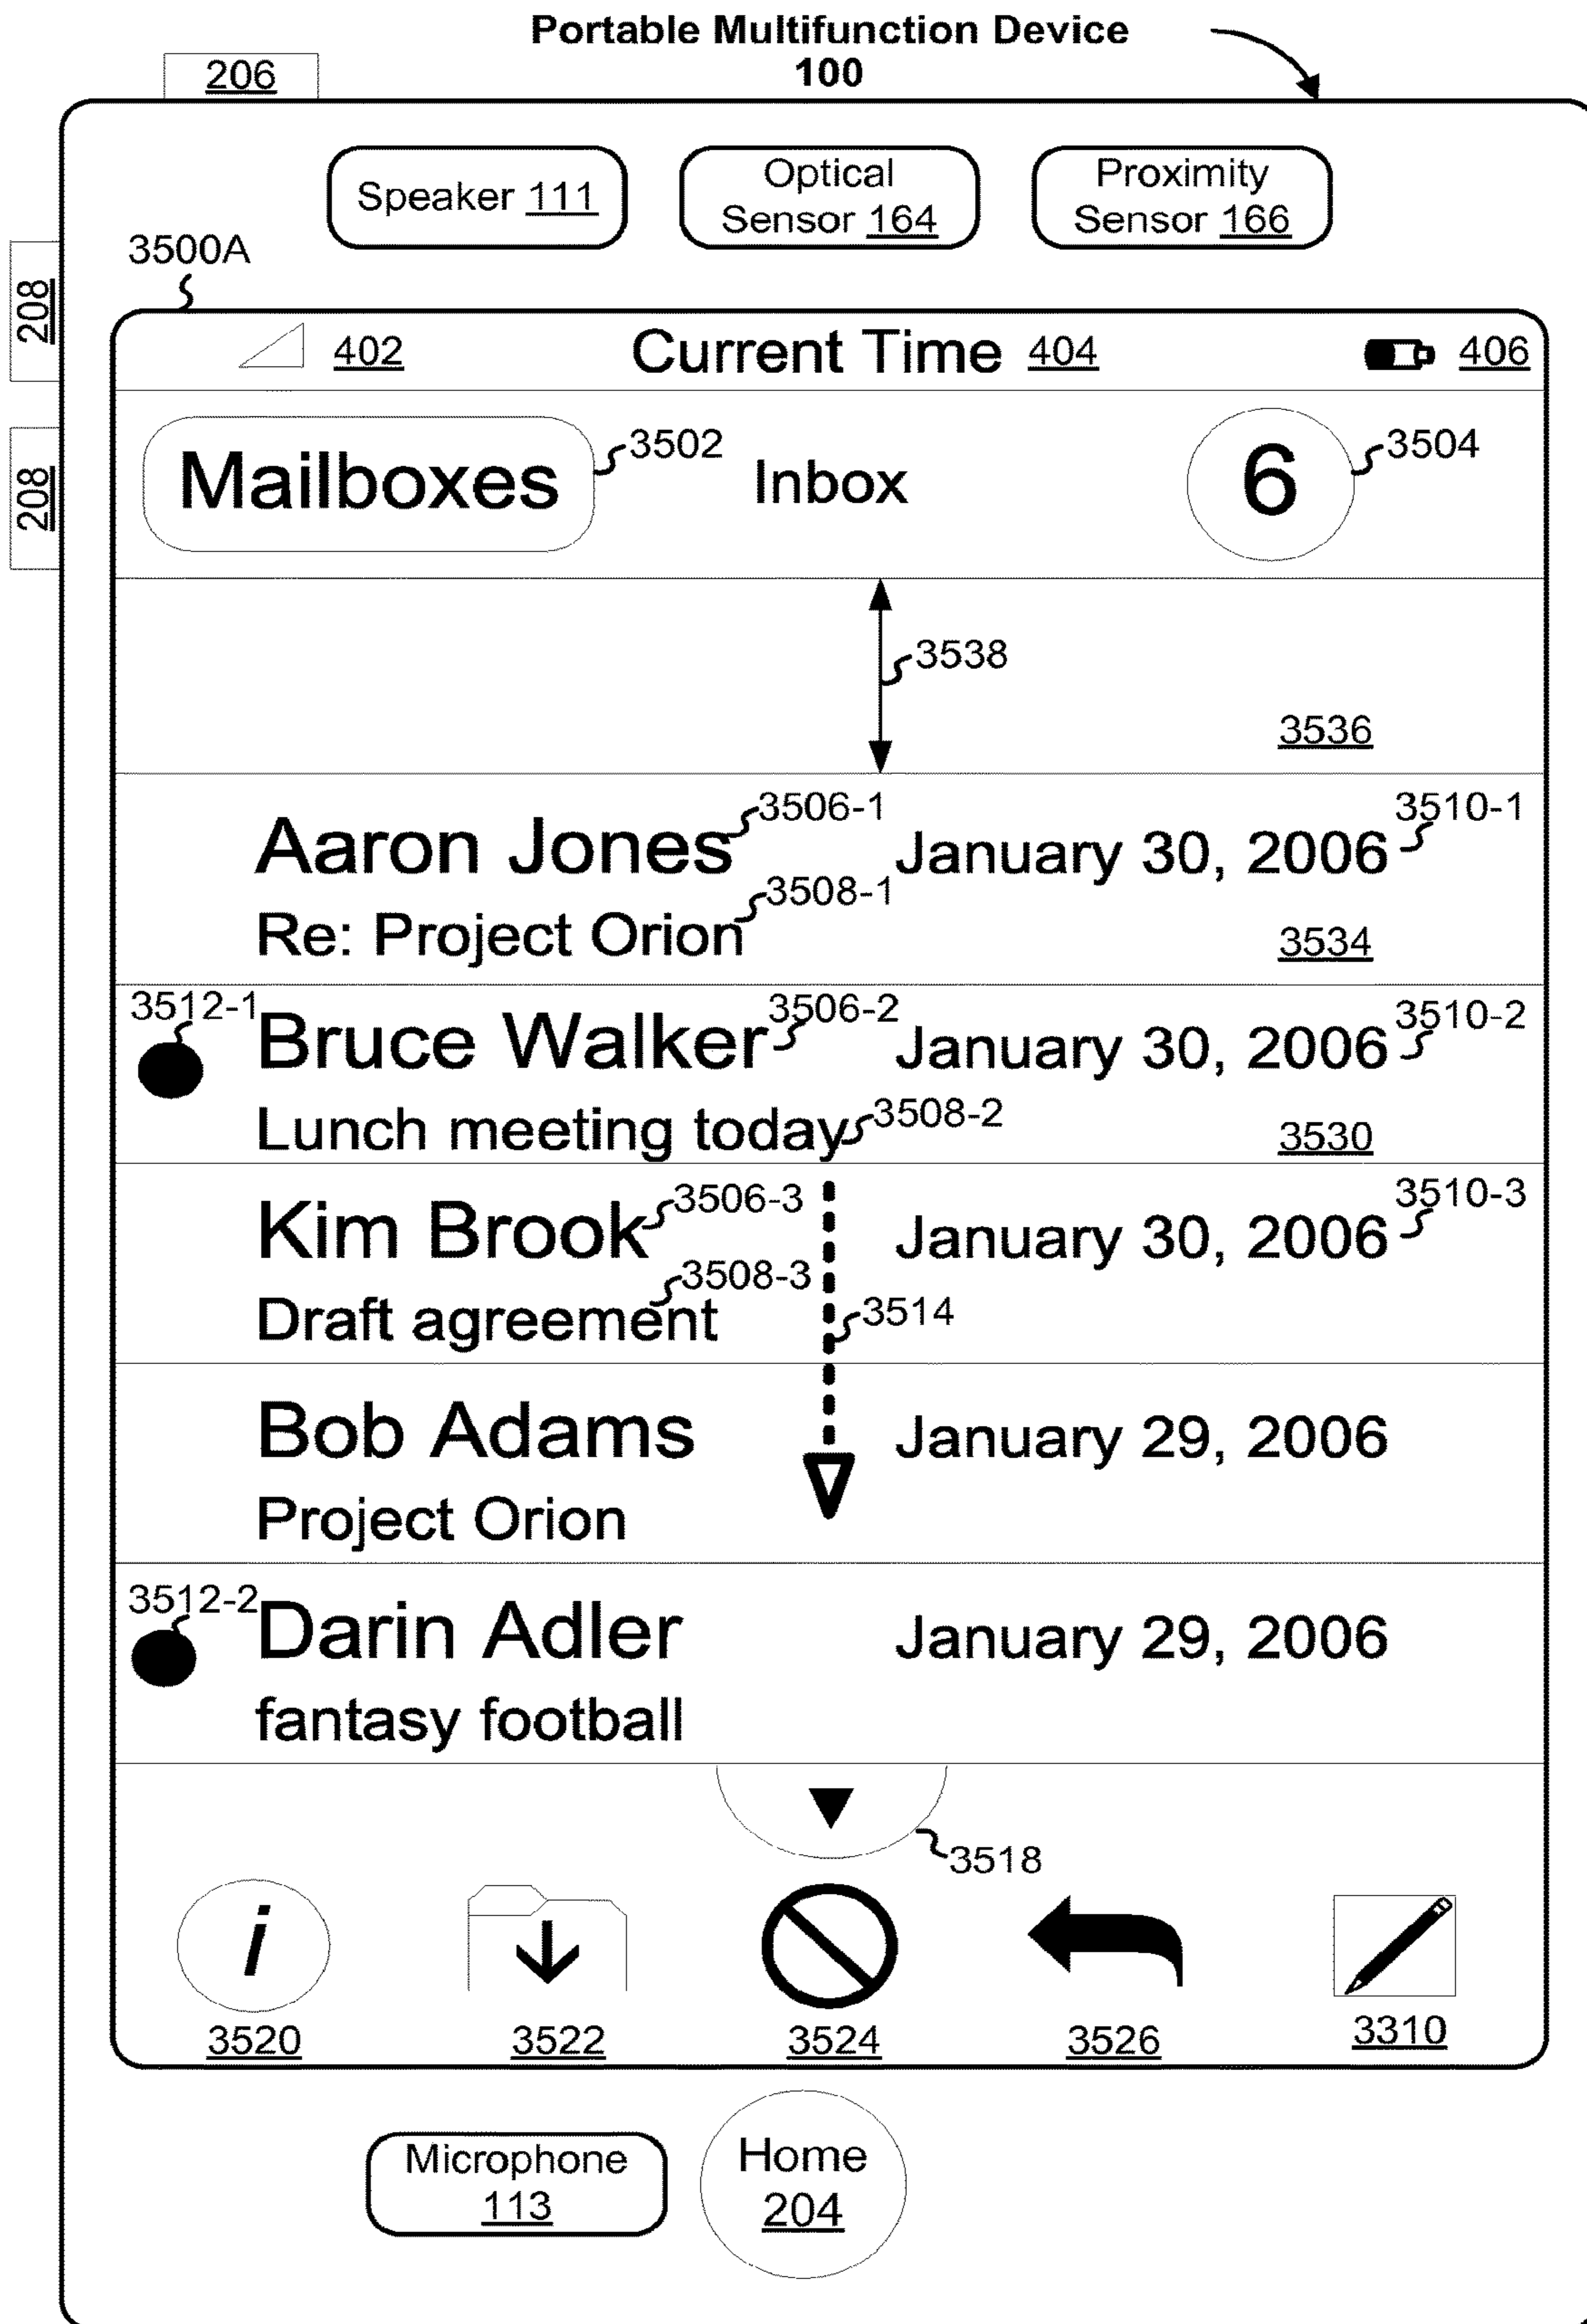 Portable Multifunction Device
100
206
Speaker 111
Optical
Sensor 164
Proximity
Sensor 166
3500A
208
208
402 Current Time 404 406
Mailboxes 3502 Inbox 6 3504
3538
3536
Aaron Jones 3506-1 January 30, 2006 3510-1
Re: Project Orion 3508-1 3534
3512-1 Bruce Walker 3506-2 January 30, 2006 3510-2
Lunch meeting today 3508-2 3530
Kim Brook 3506-3 January 30, 2006 3510-3
Draft agreement 3508-3 3514
Bob Adams January 29, 2006
Project Orion
3512-2 Darin Adler January 29, 2006
fantasy football
3518
i
3520 3522 3524 3526 3310
Microphone
113
Home
204